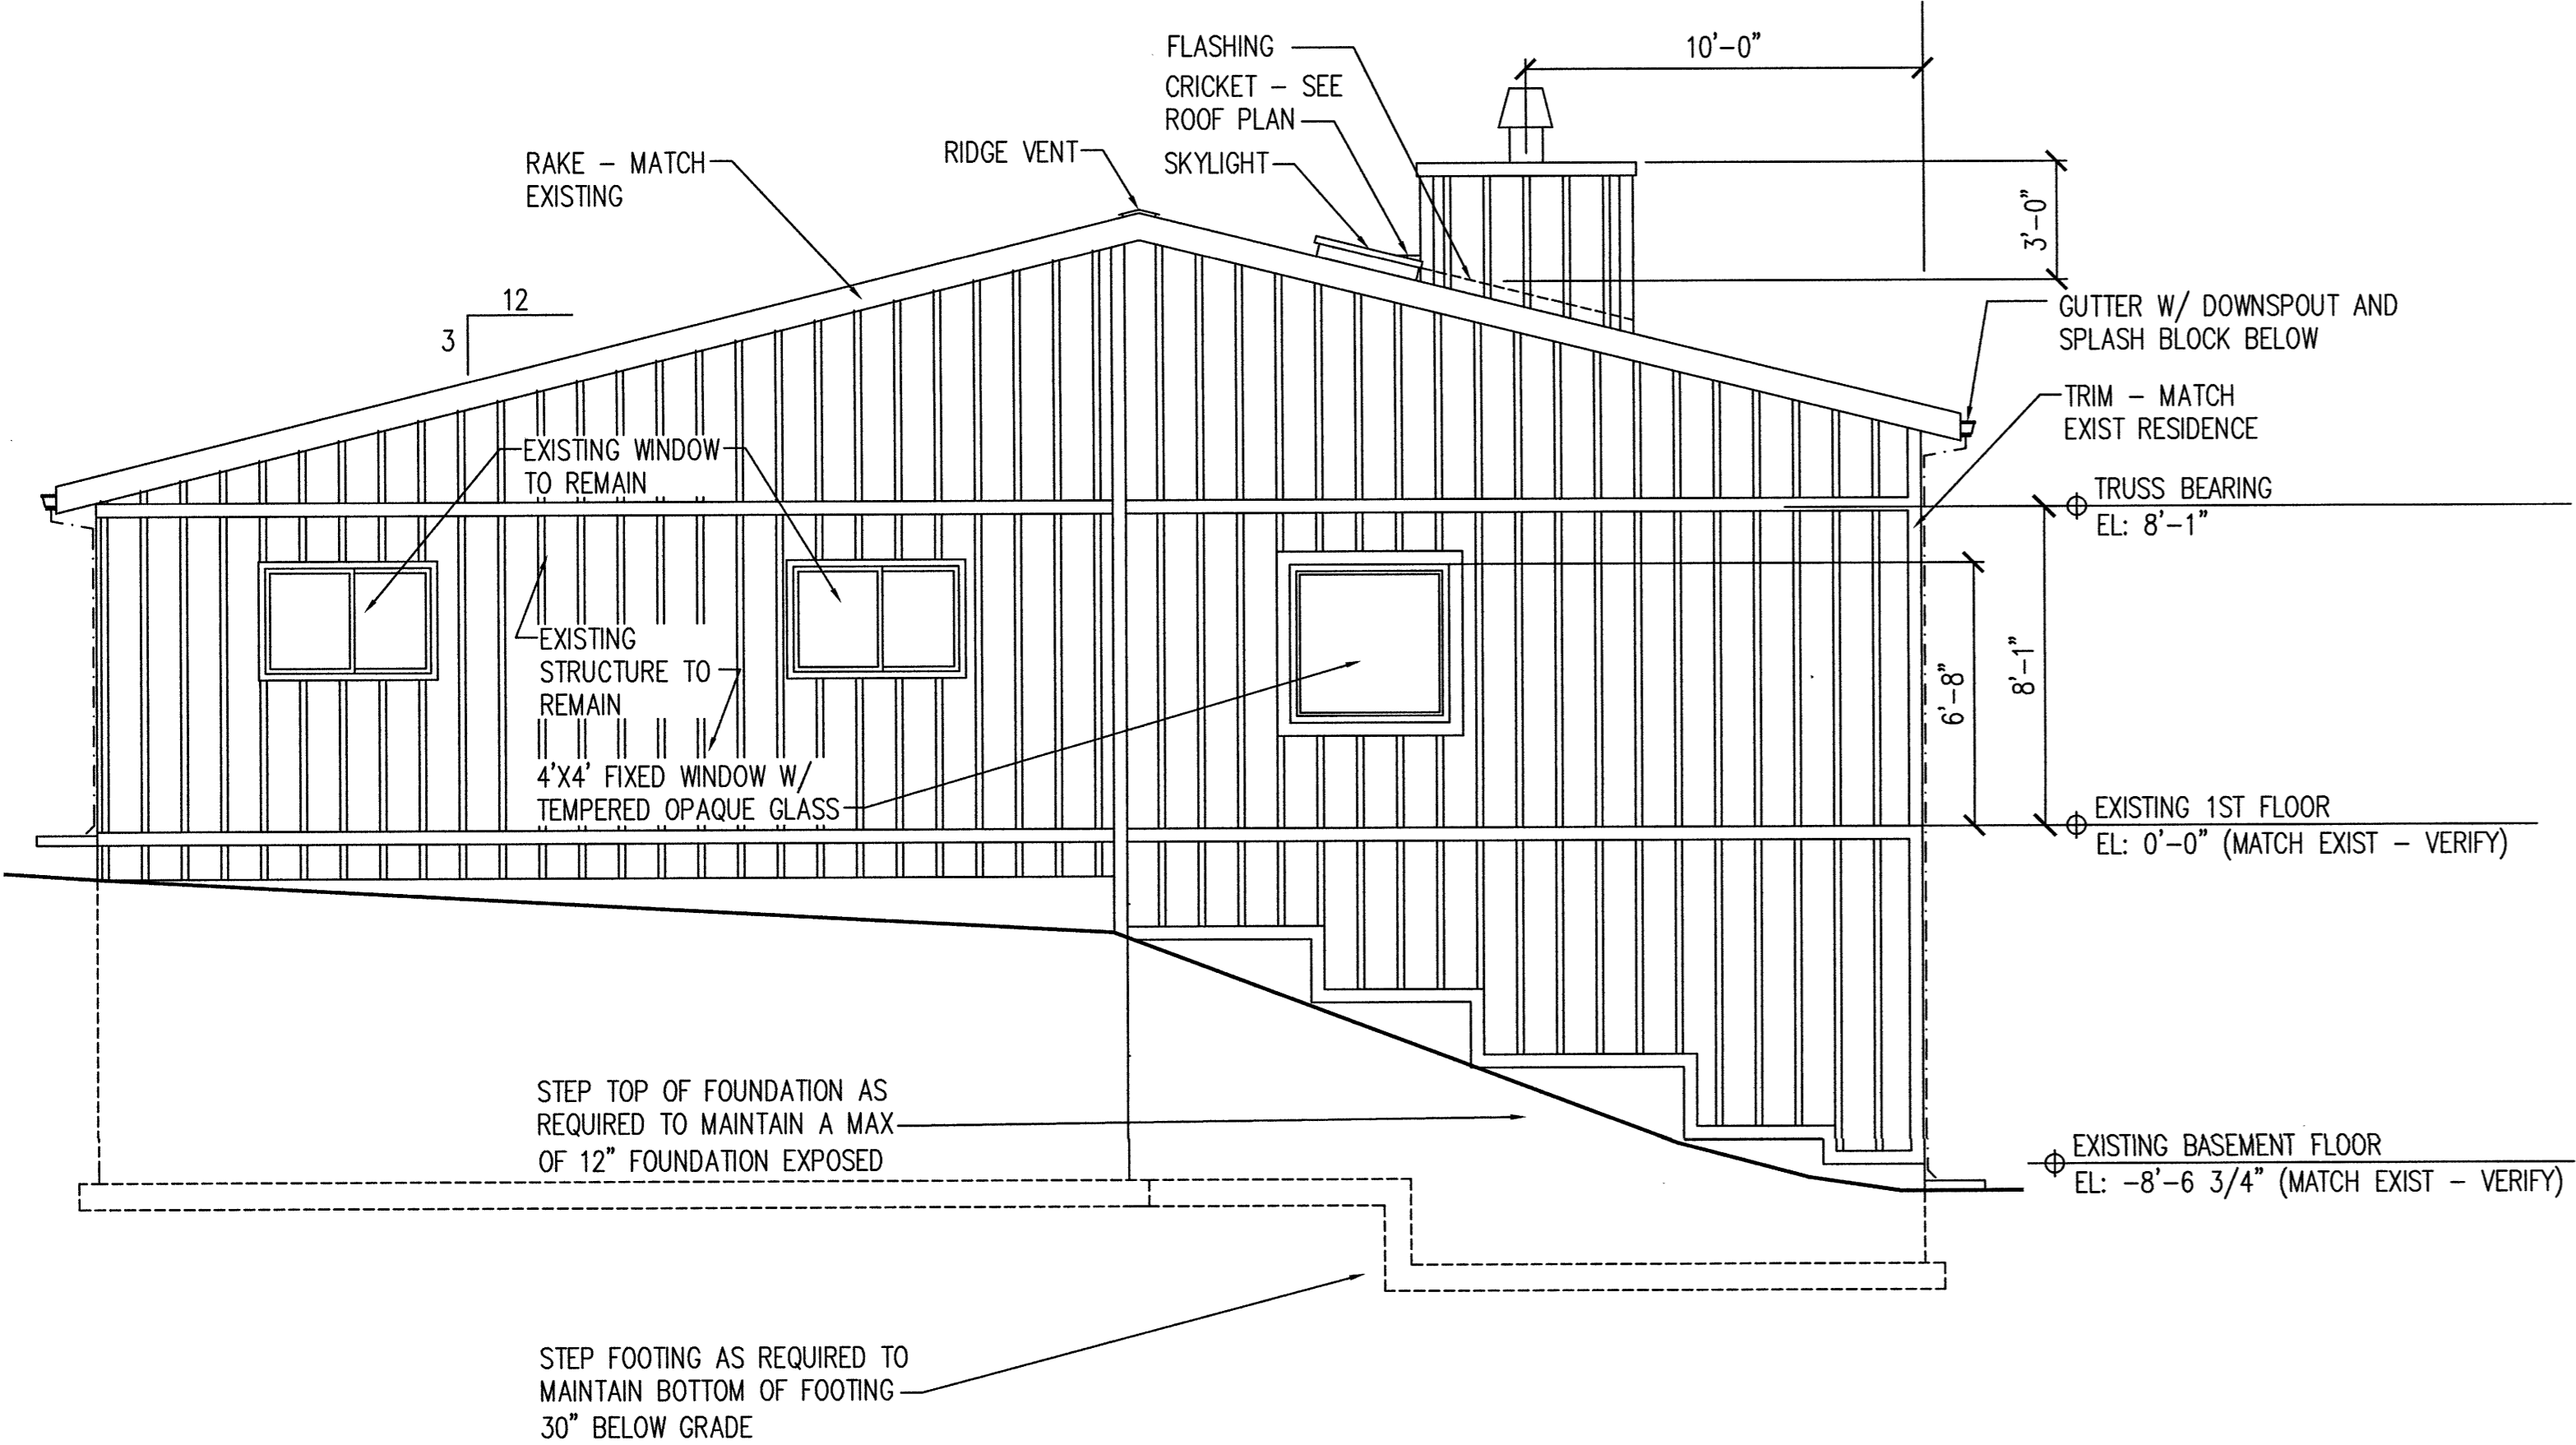 FLASHING
CRICKET – SEE
ROOF PLAN
SKYLIGHT
RIDGE VENT
RAKE – MATCH
EXISTING
10'–0"
3'–0"
12
3
GUTTER W/ DOWNSPOUT AND
SPLASH BLOCK BELOW
TRIM – MATCH
EXIST RESIDENCE
EXISTING WINDOW
TO REMAIN
TRUSS BEARING
EL: 8'–1"
EXISTING
STRUCTURE TO
REMAIN
6'–8"
8'–1"
4'X4' FIXED WINDOW W/
TEMPERED OPAQUE GLASS
EXISTING 1ST FLOOR
EL: 0'–0" (MATCH EXIST – VERIFY)
STEP TOP OF FOUNDATION AS
REQUIRED TO MAINTAIN A MAX
OF 12" FOUNDATION EXPOSED
EXISTING BASEMENT FLOOR
EL: –8'–6 3/4" (MATCH EXIST – VERIFY)
STEP FOOTING AS REQUIRED TO
MAINTAIN BOTTOM OF FOOTING
30" BELOW GRADE